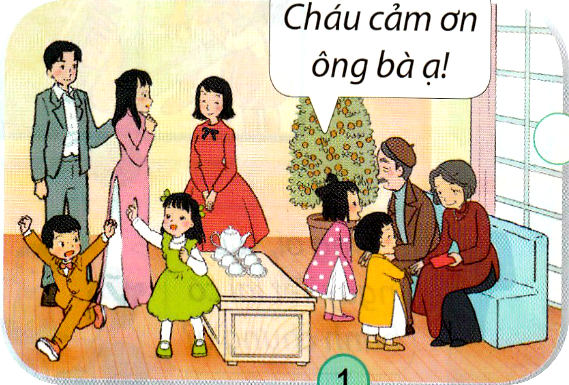 Cháu cảm ơn
ông bà ạ!
1